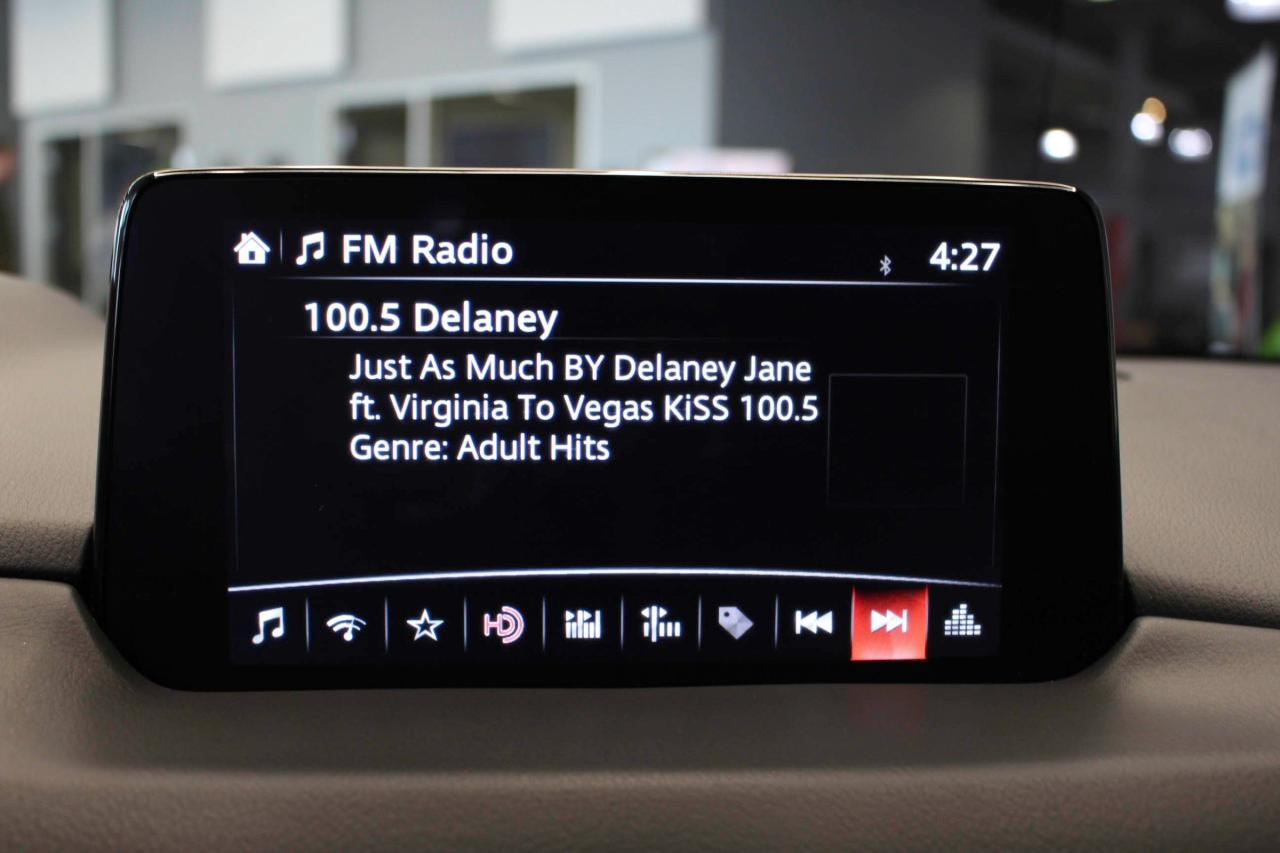 FM Radio
4:27
100.5 Delaney
Just As Much BY Delaney Jane
ft. Virginia To Vegas KiSS 100.5
Genre: Adult Hits
HD